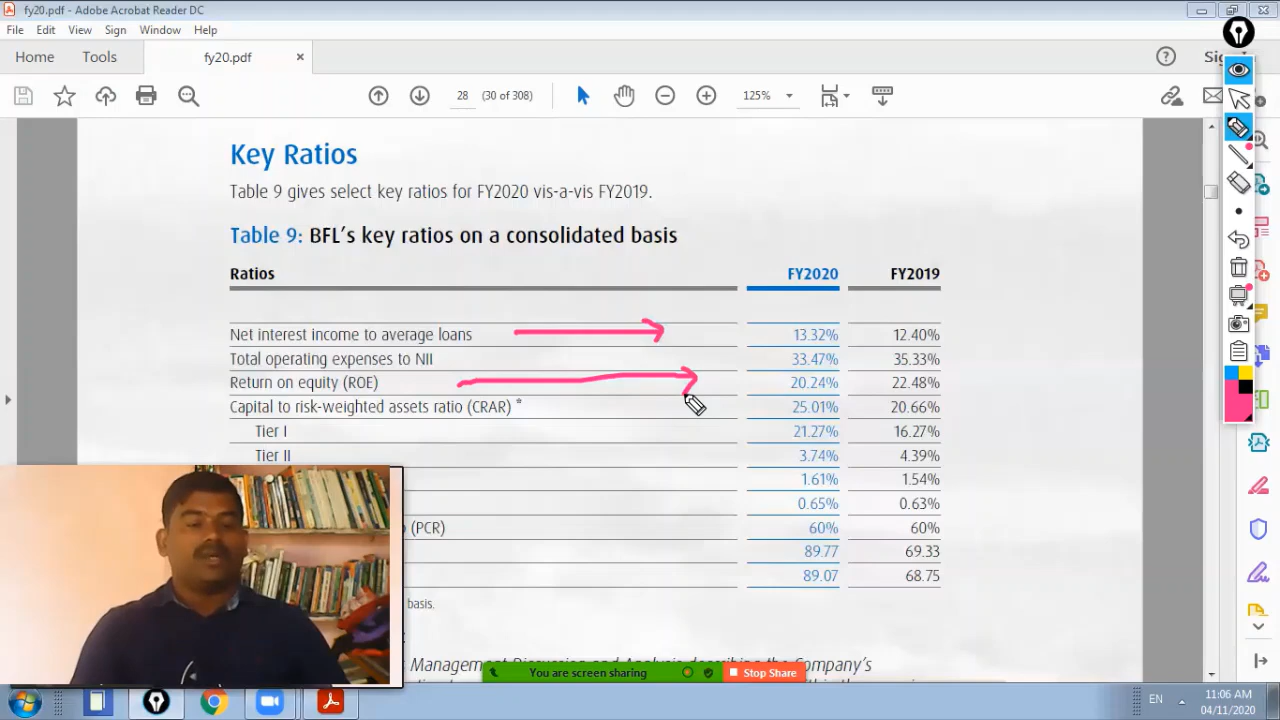 fy20.pdf - Adobe Acrobat Reader DC
File Edit View Sign Window Help
Home Tools fy20.pdf ×
28 (30 of 308) 125%
Key Ratios
Table 9 gives select key ratios for FY2020 vis-a-vis FY2019.
Table 9: BFL's key ratios on a consolidated basis
Ratios FY2020 FY2019
Net interest income to average loans 13.32% 12.40%
Total operating expenses to NII 33.47% 35.33%
Return on equity (ROE) 20.24% 22.48%
Capital to risk-weighted assets ratio (CRAR) * 25.01% 20.66%
Tier I 21.27% 16.27%
Tier II 3.74% 4.39%
1.61% 1.54%
0.65% 0.63%
(PCR) 60% 60%
89.77 69.33
89.07 68.75
basis.
Management Discussion and Analysis describing the Company's
You are screen sharing Stop Share
EN 11:06 AM
04/11/2020